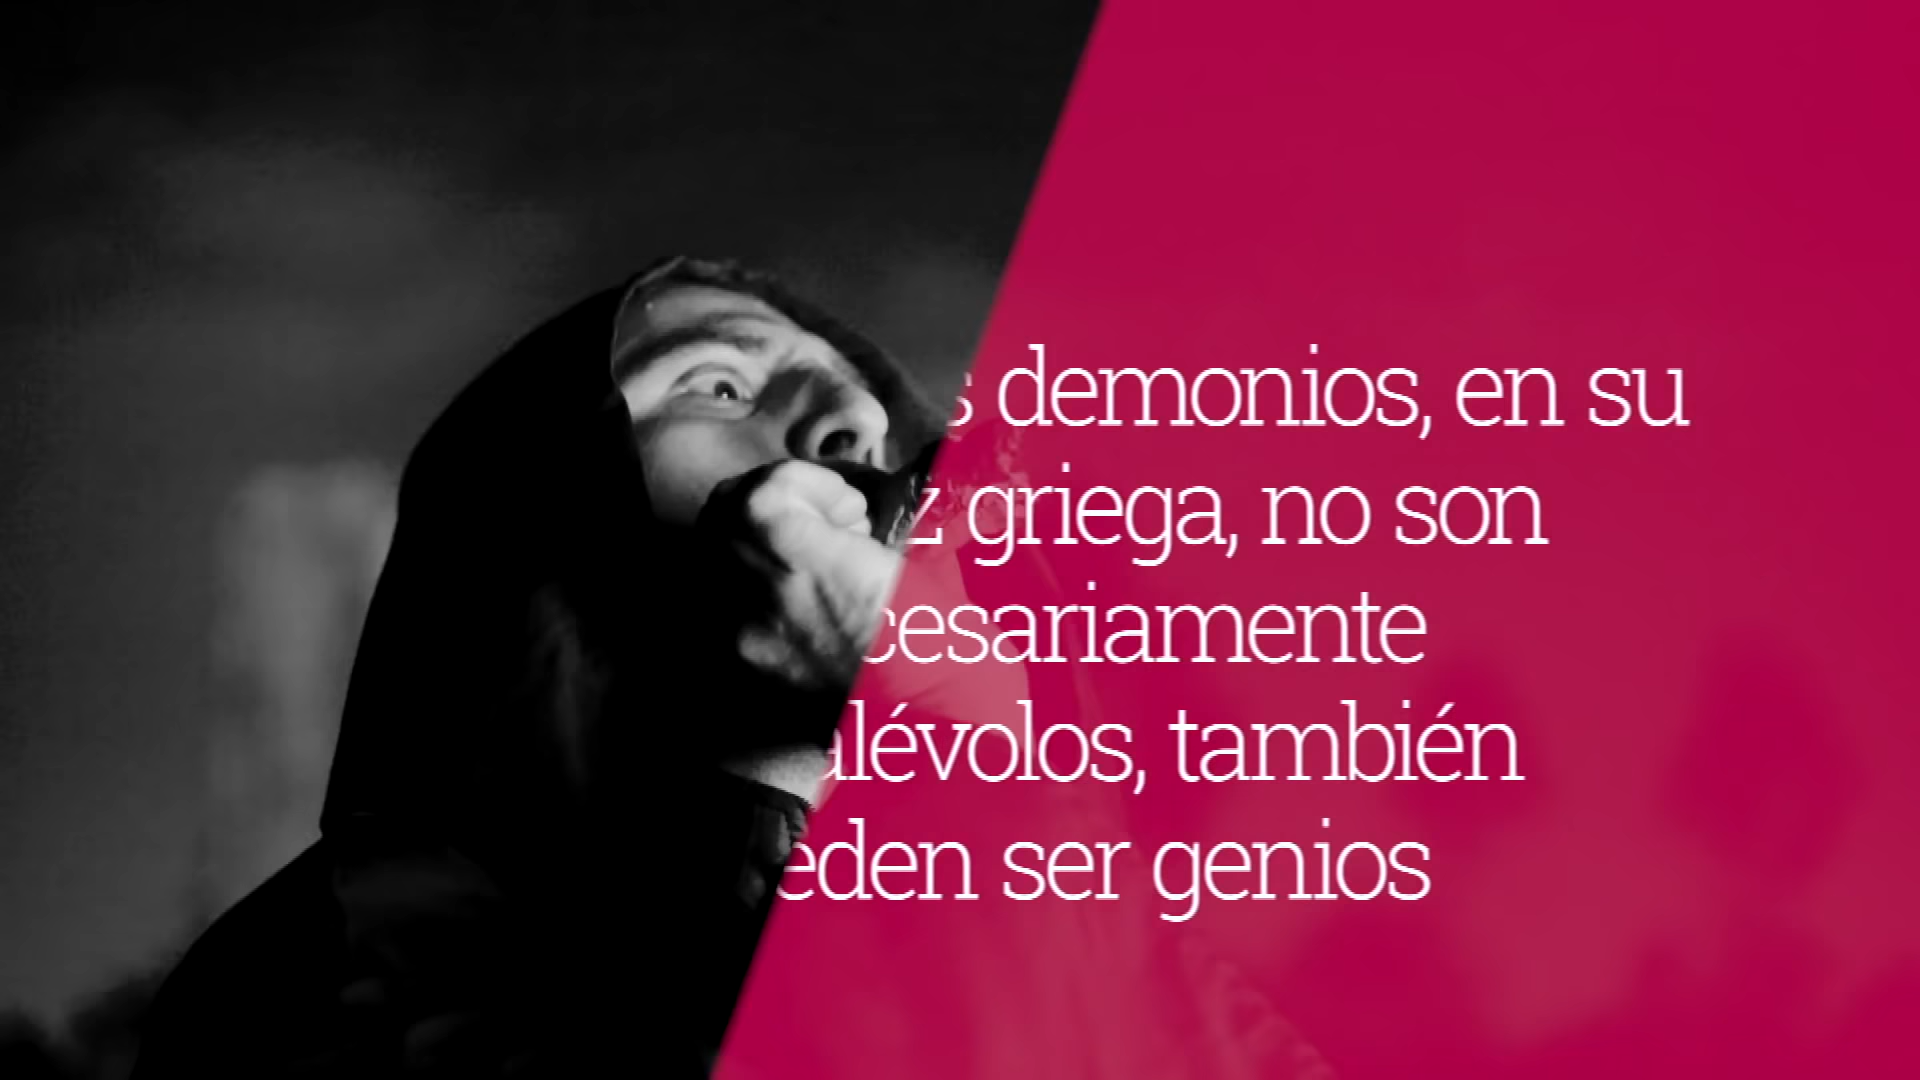 demonios, en su
griega, no son
cesariamente
alévolos, también
eden ser genios